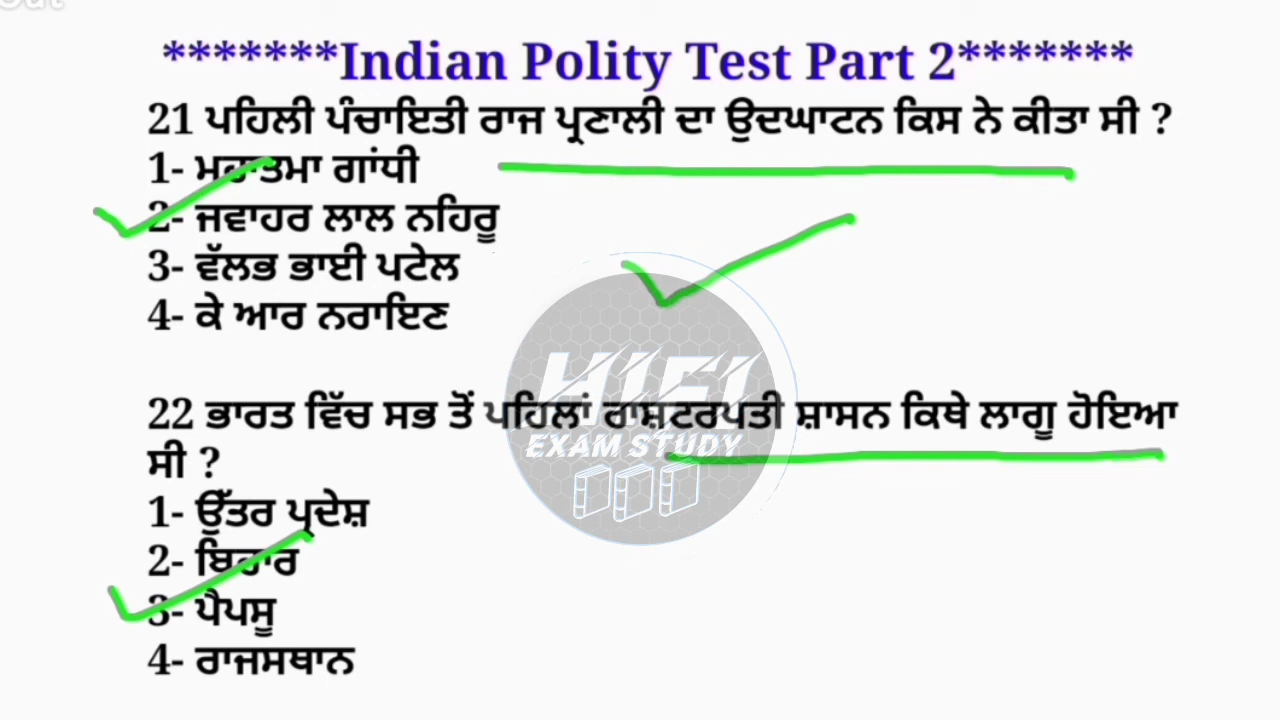 *******Indian Polity Test Part 2*******
21 ਪਹਿਲੀ ਪੰਚਾਇਤੀ ਰਾਜ ਪ੍ਰਣਾਲੀ ਦਾ ਉਦਘਾਟਨ ਕਿਸ ਨੇ ਕੀਤਾ ਸੀ ?
1- ਮਹਾਤਮਾ ਗਾਂਧੀ
2- ਜਵਾਹਰ ਲਾਲ ਨਹਿਰੂ
3- ਵੱਲਭ ਭਾਈ ਪਟੇਲ
4- ਕੇ ਆਰ ਨਰਾਇਣ
22 ਭਾਰਤ ਵਿੱਚ ਸਭ ਤੋਂ ਪਹਿਲਾਂ ਰਾਸ਼ਟਰਪਤੀ ਸ਼ਾਸਨ ਕਿਥੇ ਲਾਗੂ ਹੋਇਆ
ਸੀ ?
1- ਉੱਤਰ ਪ੍ਰਦੇਸ਼
2- ਬਿਹਾਰ
3- ਪੈਪਸੂ
4- ਰਾਜਸਥਾਨ
HIFI
EXAM STUDY